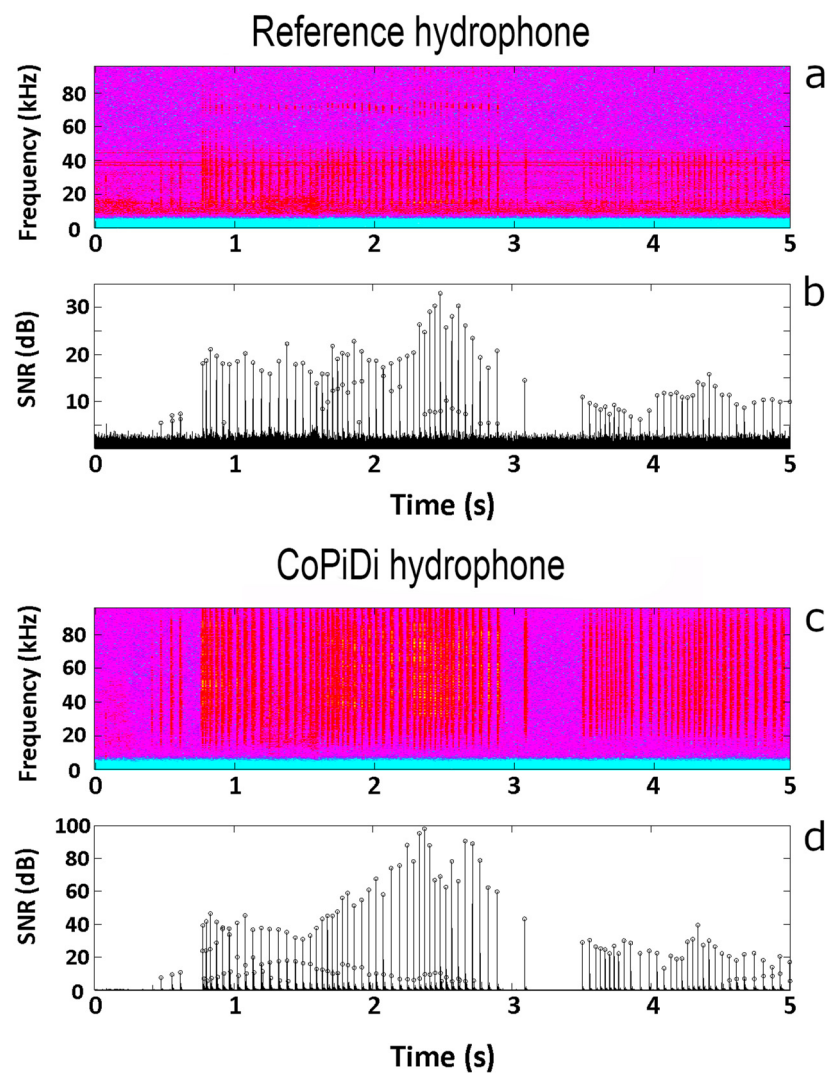 Reference hydrophone
a
Frequency (kHz)
80
60
40
20
0
0 1 2 3 4 5
b
SNR (dB)
30
20
10
0 1 2 3 4 5
Time (s)
CoPiDi hydrophone
c
Frequency (kHz)
80
60
40
20
0
0 1 2 3 4 5
d
SNR (dB)
100
80
60
40
20
0
0 1 2 3 4 5
Time (s)